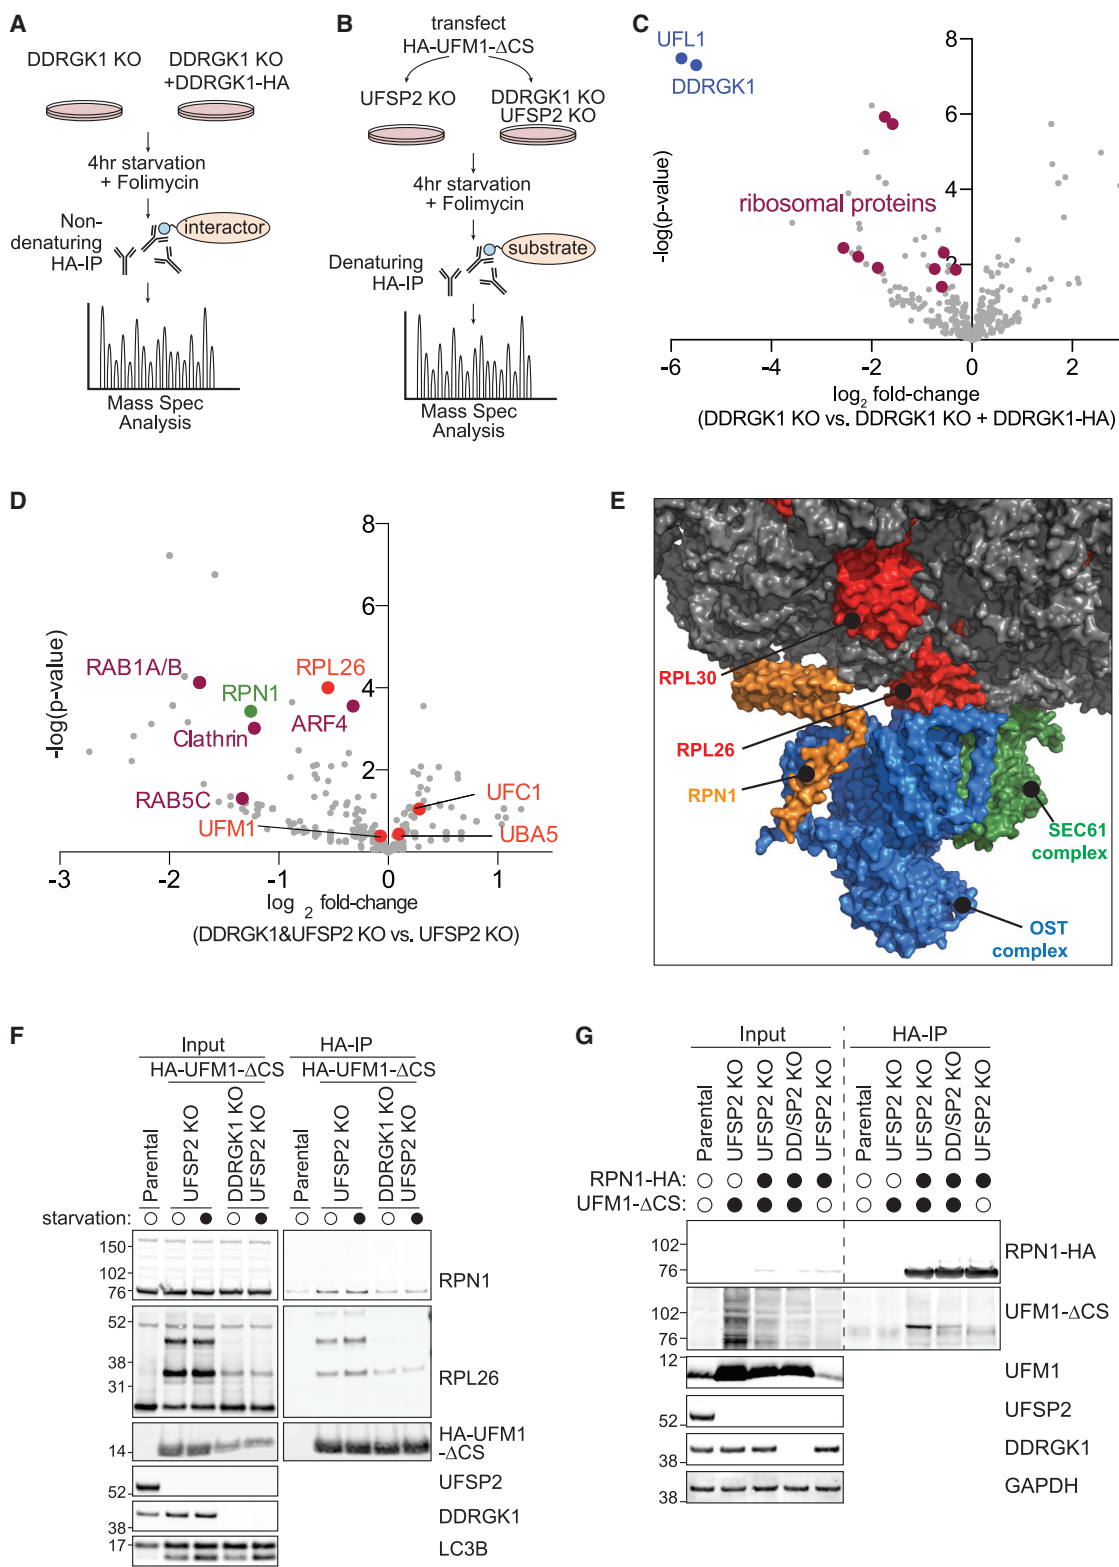 A
DDRGK1 KO
DDRGK1 KO
+DDRGK1-HA
4hr starvation
+ Folimycin
Non-
denaturing
HA-IP
interactor
Mass Spec
Analysis
B
transfect
HA-UFM1-ΔCS
UFSP2 KO
DDRGK1 KO
UFSP2 KO
4hr starvation
+ Folimycin
Denaturing
HA-IP
substrate
Mass Spec
Analysis
C
UFL1
DDRGK1
ribosomal proteins
-log(p-value)
8
6
4
2
-6 -4 -2 0 2
log2 fold-change
(DDRGK1 KO vs. DDRGK1 KO + DDRGK1-HA)
D
-log(p-value)
8
6
4
2
RAB1A/B
RPN1
Clathrin
RPL26
ARF4
RAB5C
UFM1
UFC1
UBA5
-3 -2 -1 0 1
log 2 fold-change
(DDRGK1&UFSP2 KO vs. UFSP2 KO)
E
RPL30
RPL26
RPN1
SEC61
complex
OST
complex
F
Input HA-IP
HA-UFM1-ΔCS HA-UFM1-ΔCS
Parental
UFSP2 KO
DDRGK1 KO
UFSP2 KO
Parental
UFSP2 KO
DDRGK1 KO
UFSP2 KO
starvation:
150
102
76
RPN1
52
38
31
RPL26
14
HA-UFM1
-ΔCS
52
UFSP2
38
DDRGK1
17
LC3B
G
Input HA-IP
Parental
UFSP2 KO
UFSP2 KO
DD/SP2 KO
UFSP2 KO
Parental
UFSP2 KO
UFSP2 KO
DD/SP2 KO
UFSP2 KO
RPN1-HA:
UFM1-ΔCS:
102
76
RPN1-HA
102
76
UFM1-ΔCS
12
UFM1
52
UFSP2
38
DDRGK1
38
GAPDH